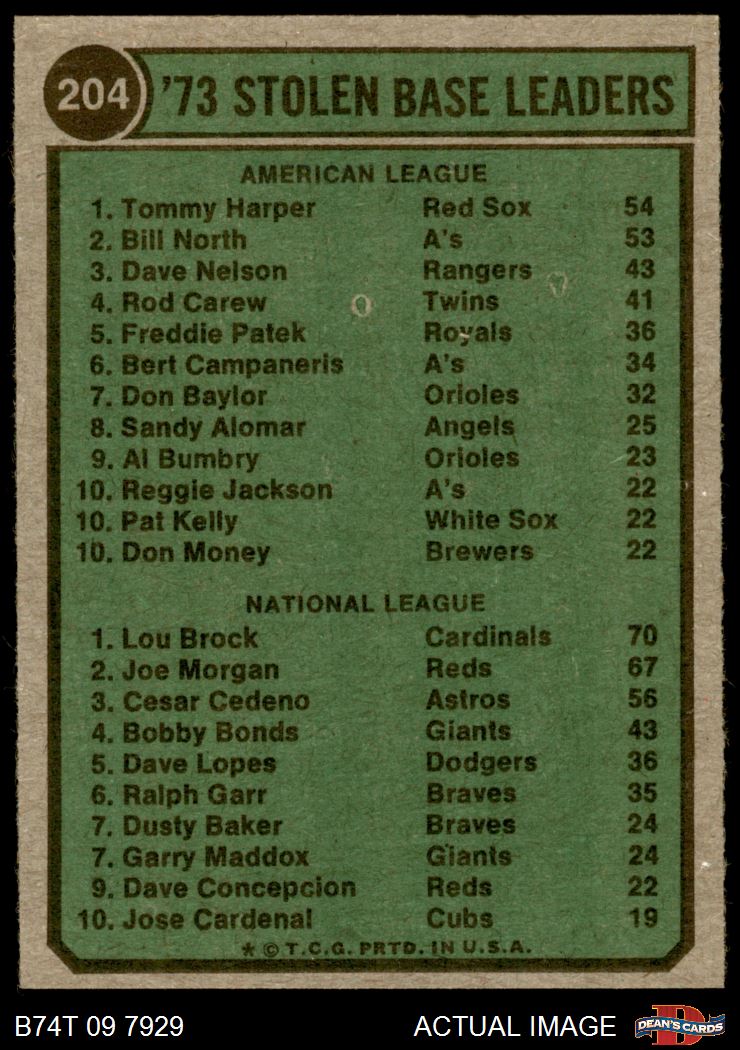 204 '73 STOLEN BASE LEADERS
AMERICAN LEAGUE
1. Tommy Harper Red Sox 54
2. Bill North A's 53
3. Dave Nelson Rangers 43
4. Rod Carew Twins 41
5. Freddie Patek Royals 36
6. Bert Campaneris A's 34
7. Don Baylor Orioles 32
8. Sandy Alomar Angels 25
9. Al Bumbry Orioles 23
10. Reggie Jackson A's 22
10. Pat Kelly White Sox 22
10. Don Money Brewers 22
NATIONAL LEAGUE
1. Lou Brock Cardinals 70
2. Joe Morgan Reds 67
3. Cesar Cedeno Astros 56
4. Bobby Bonds Giants 43
5. Dave Lopes Dodgers 36
6. Ralph Garr Braves 35
7. Dusty Baker Braves 24
7. Garry Maddox Giants 24
9. Dave Concepcion Reds 22
10. Jose Cardenal Cubs 19
* © T.C.G. PRTD. IN U.S.A.
B74T 09 7929 ACTUAL IMAGE D DEAN'S CARDS